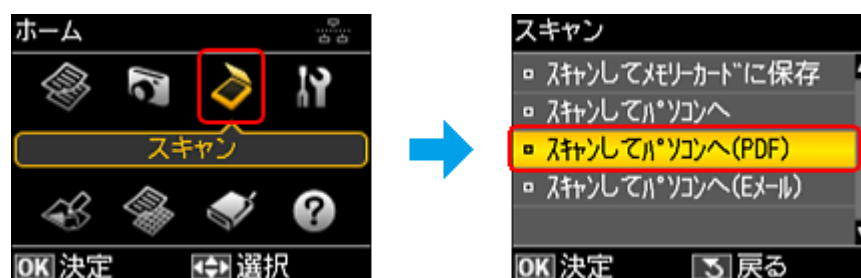 ホーム
スキャン
OK 決定
選択
スキャン
ｽｷｬﾝしてﾒﾓﾘｰｶｰﾄﾞに保存
ｽｷｬﾝしてﾊﾟｿｺﾝへ
ｽｷｬﾝしてﾊﾟｿｺﾝへ(PDF)
ｽｷｬﾝしてﾊﾟｿｺﾝへ(Eﾒｰﾙ)
OK 決定
戻る